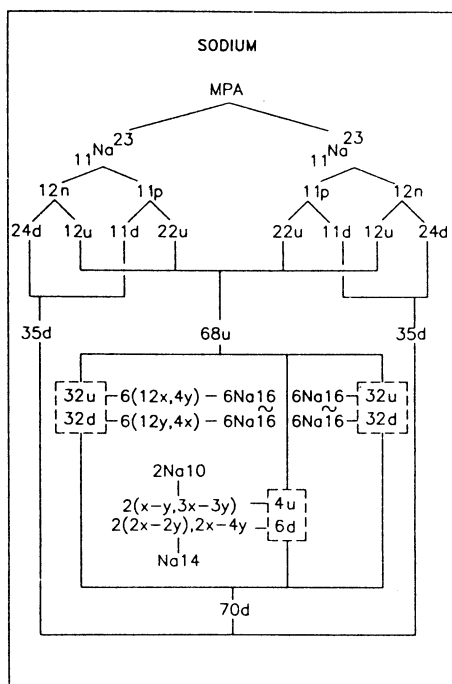 SODIUM
MPA
₁₁Na²³ ₁₁Na²³
12n 11p 11p 12n
24d 12u 11d 22u 22u 11d 12u 24d
35d 68u 35d
32u 6(12x,4y) – 6Na16 6Na16 32u
~ ~
32d 6(12y,4x) – 6Na16 6Na16 32d
2Na10
2(x–y,3x–3y) 4u
2(2x–2y),2x–4y 6d
Na14
70d